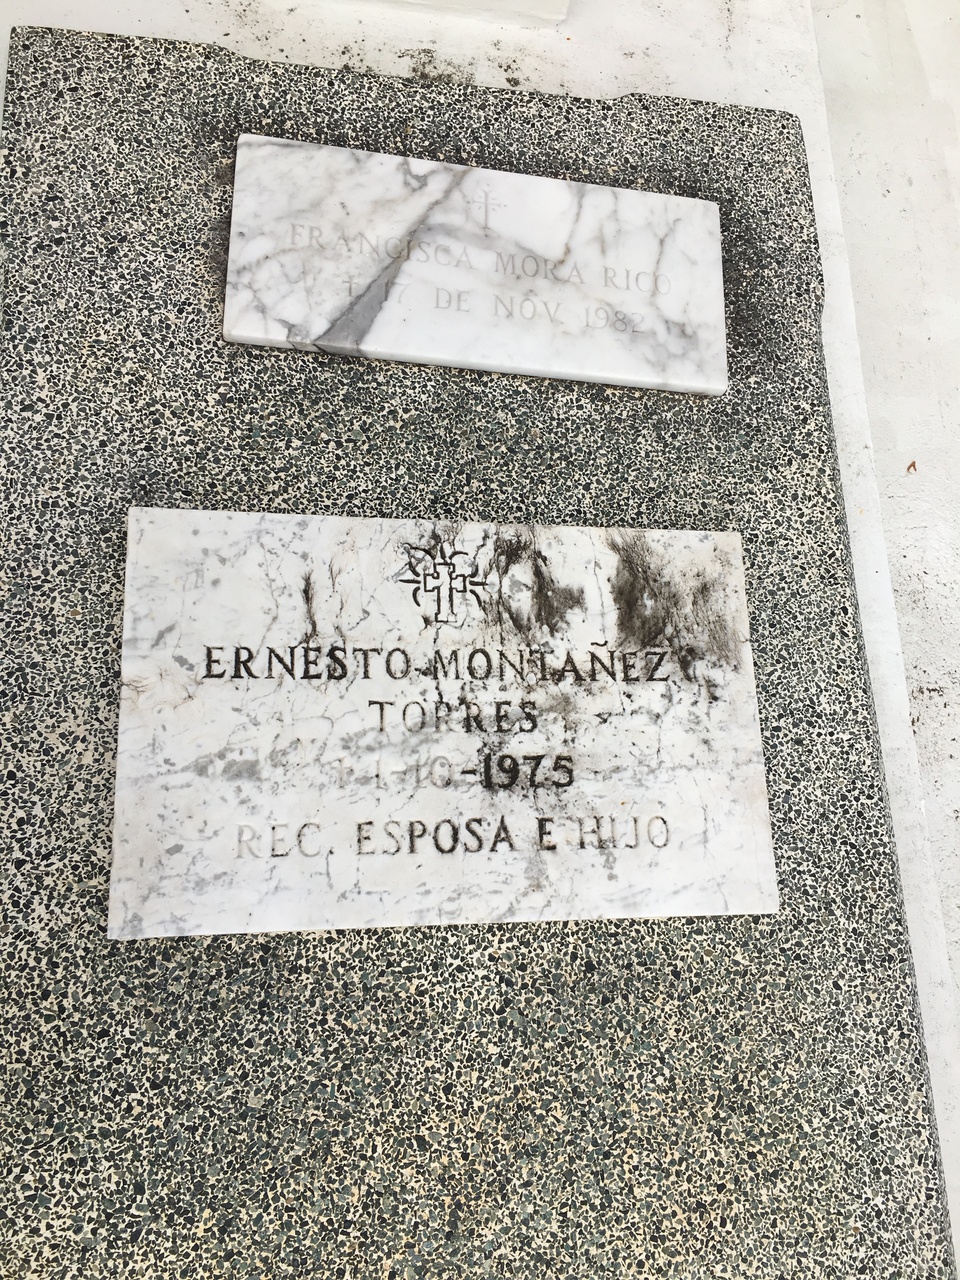 FRANCISCA MORA RICO
† 17 DE NOV. 1982
ERNESTO MONTAÑEZ
TORRES
† 1-10-1975
REC. ESPOSA E HIJO